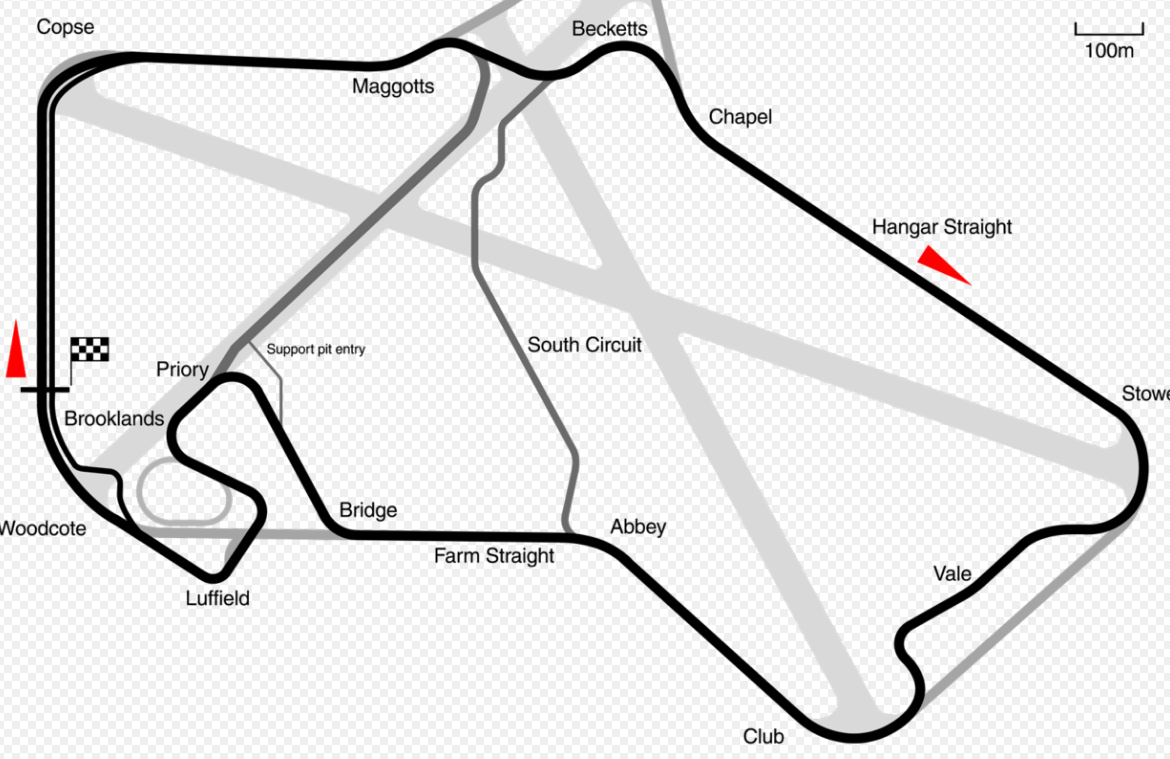 Copse
Becketts
100m
Maggotts
Chapel
Hangar Straight
South Circuit
Support pit entry
Priory
Stowe
Brooklands
Bridge
Woodcote
Abbey
Farm Straight
Vale
Luffield
Club